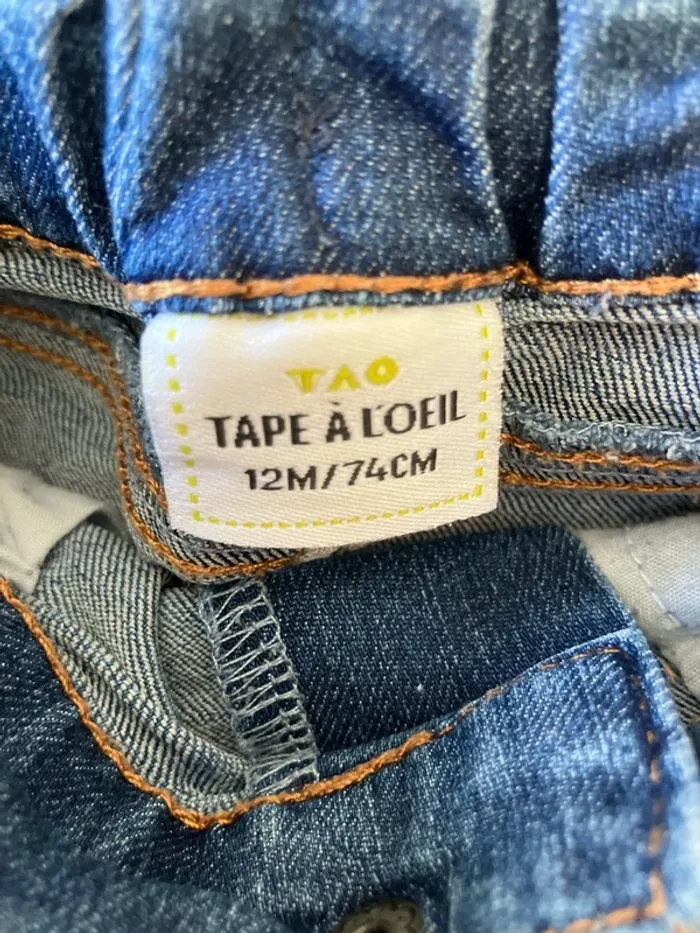 TAO
TAPE À L'OEIL
12M/74CM